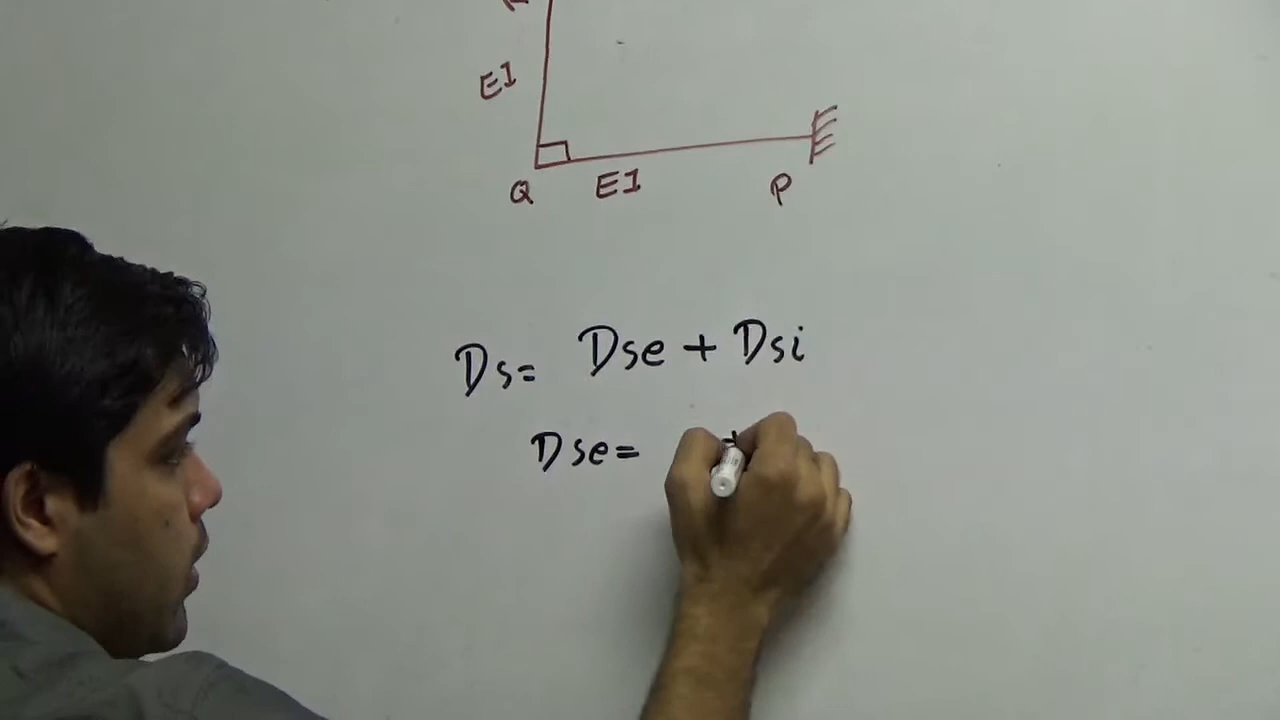 EI
Q EI P
Ds= Dse + Dsi
Dse=